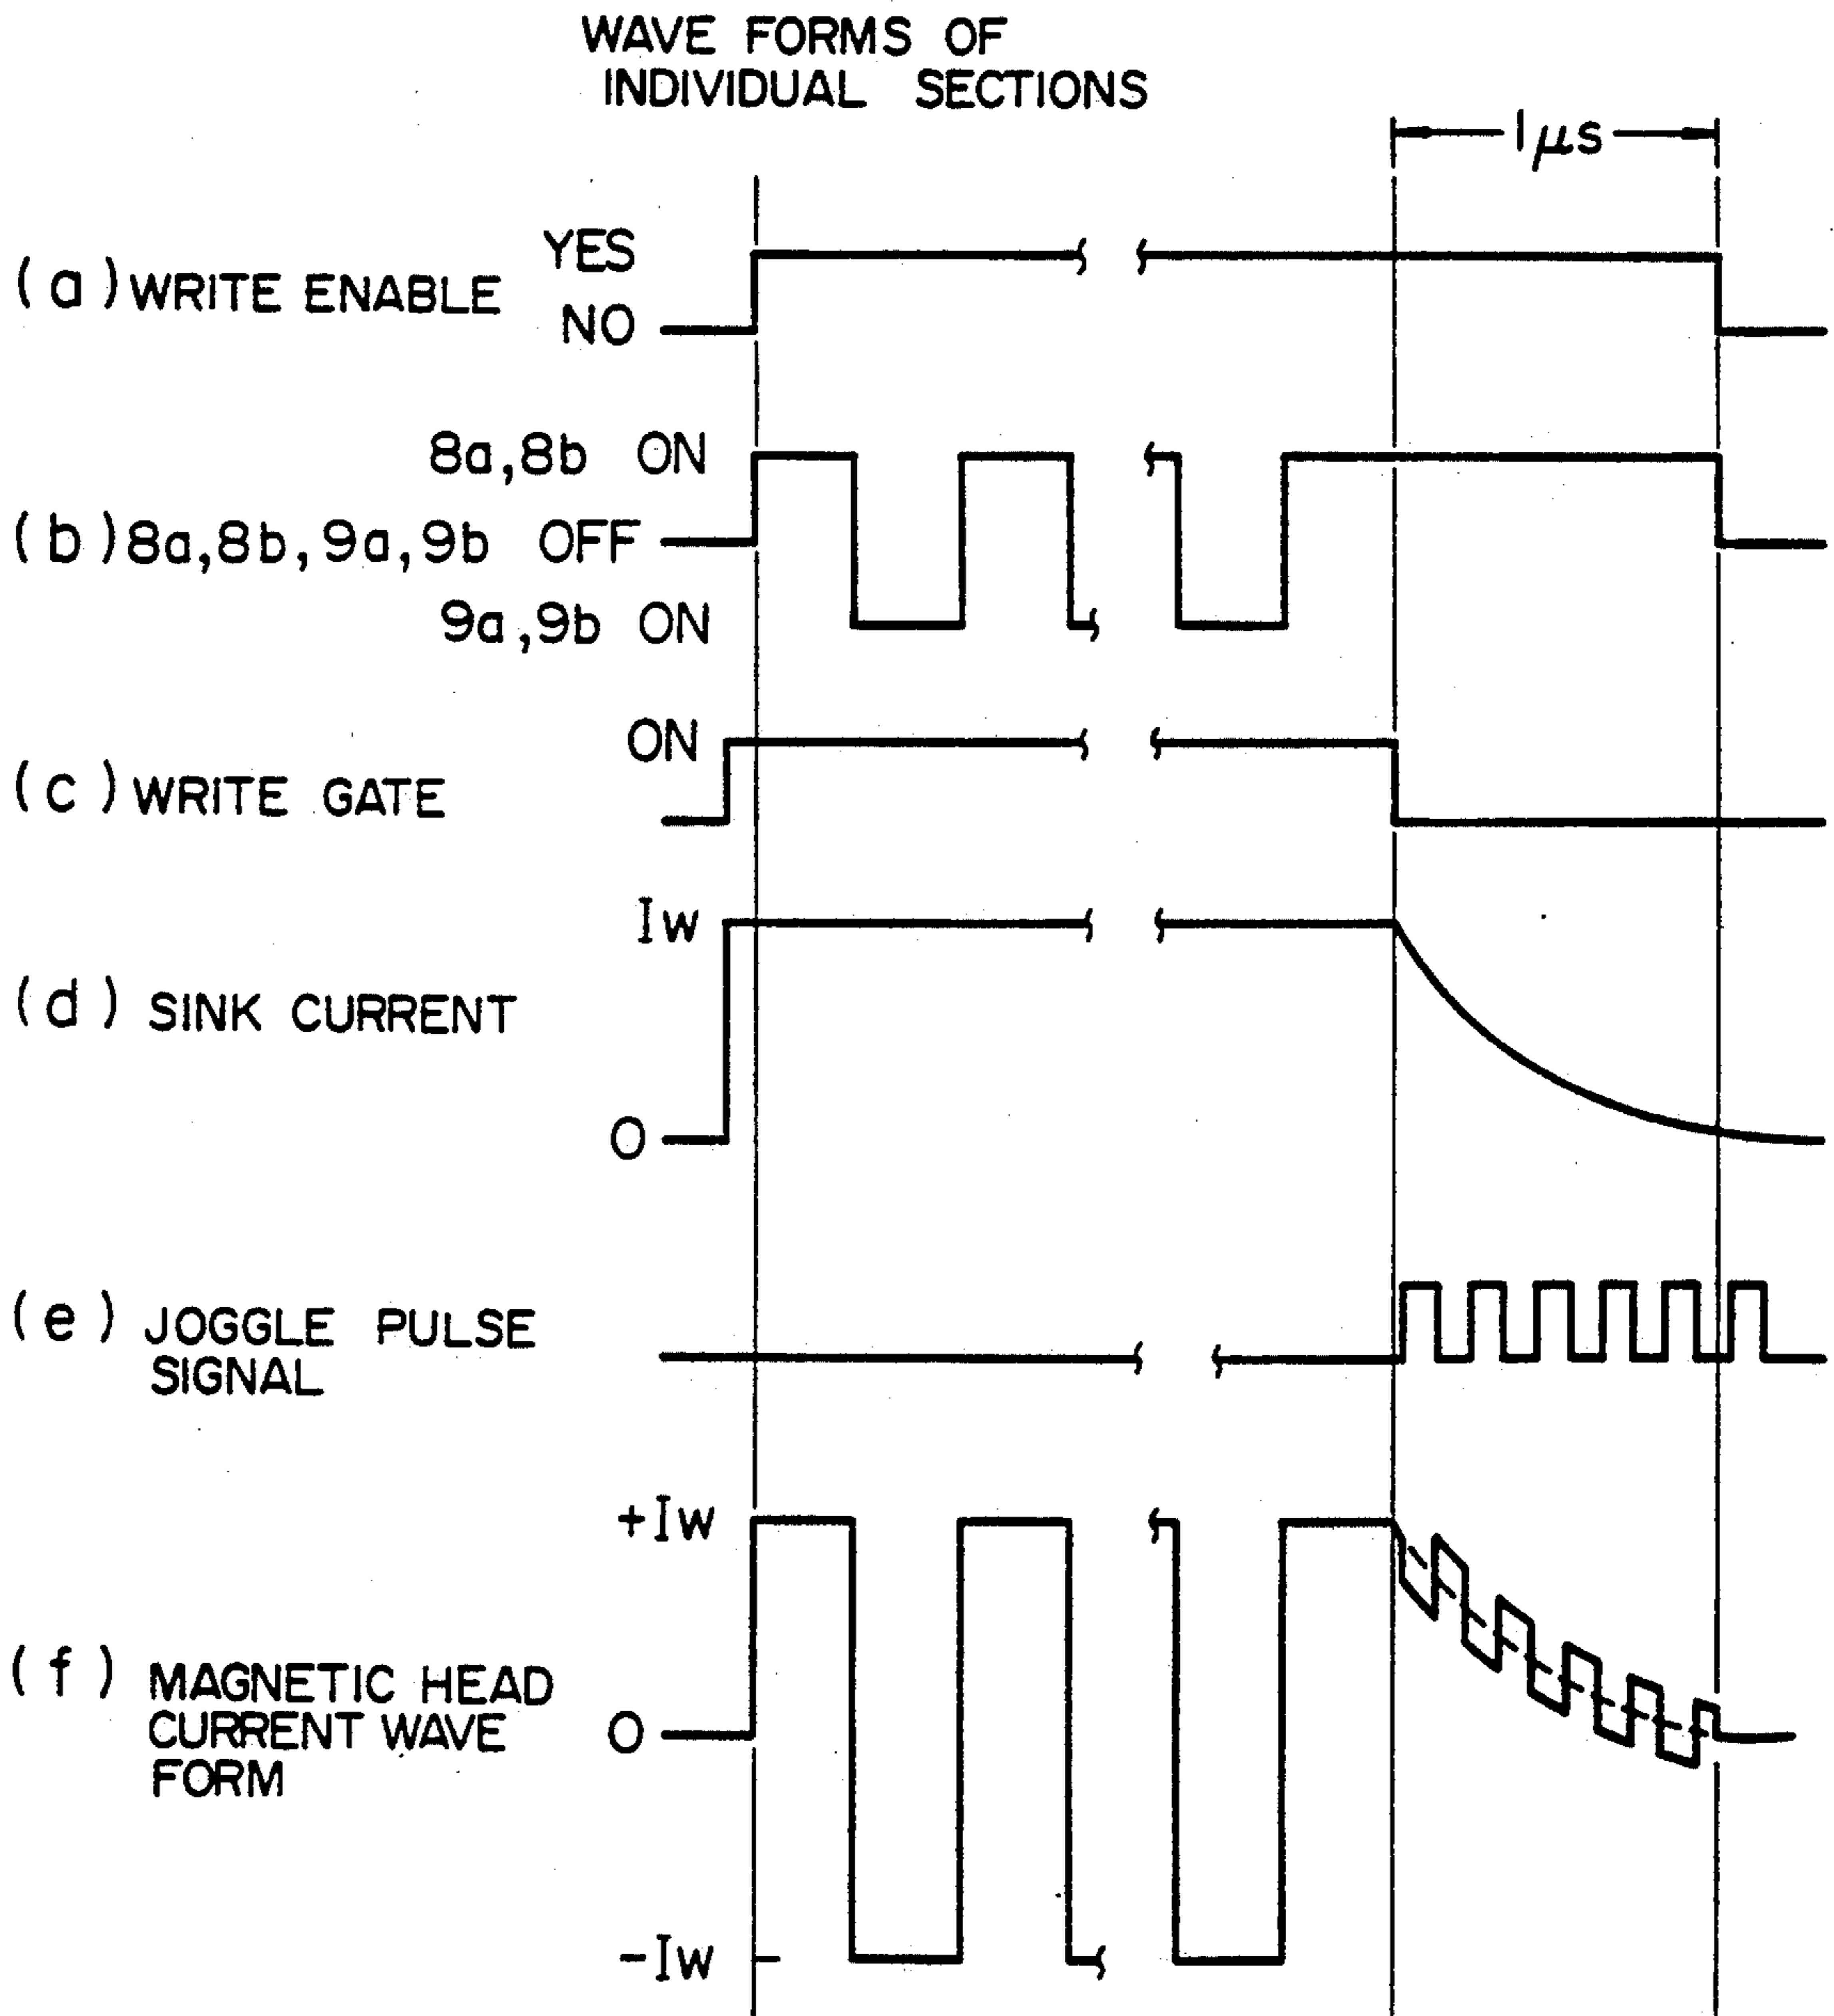 WAVE FORMS OF
INDIVIDUAL SECTIONS
1μs
YES
(a) WRITE ENABLE
NO
8a,8b ON
(b) 8a,8b,9a,9b OFF
9a,9b ON
ON
(c) WRITE GATE
Iw
(d) SINK CURRENT
0
(e) JOGGLE PULSE
SIGNAL
+Iw
(f) MAGNETIC HEAD
CURRENT WAVE
FORM
0
-Iw